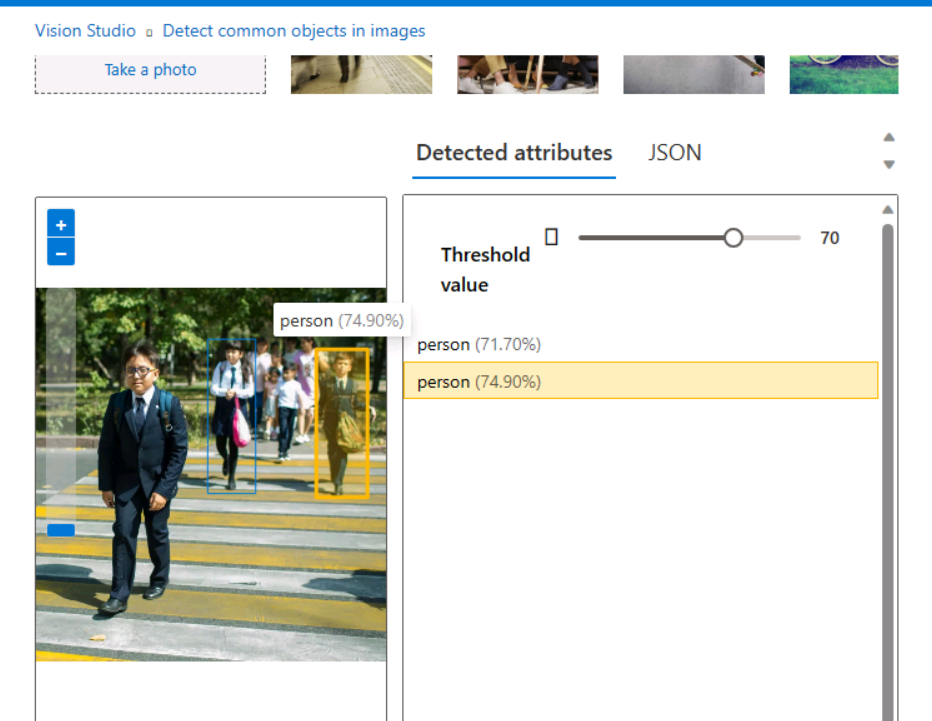 Vision Studio Detect common objects in images
Take a photo
Detected attributes JSON
+
−
Threshold
value
70
person (74.90%)
person (71.70%)
person (74.90%)